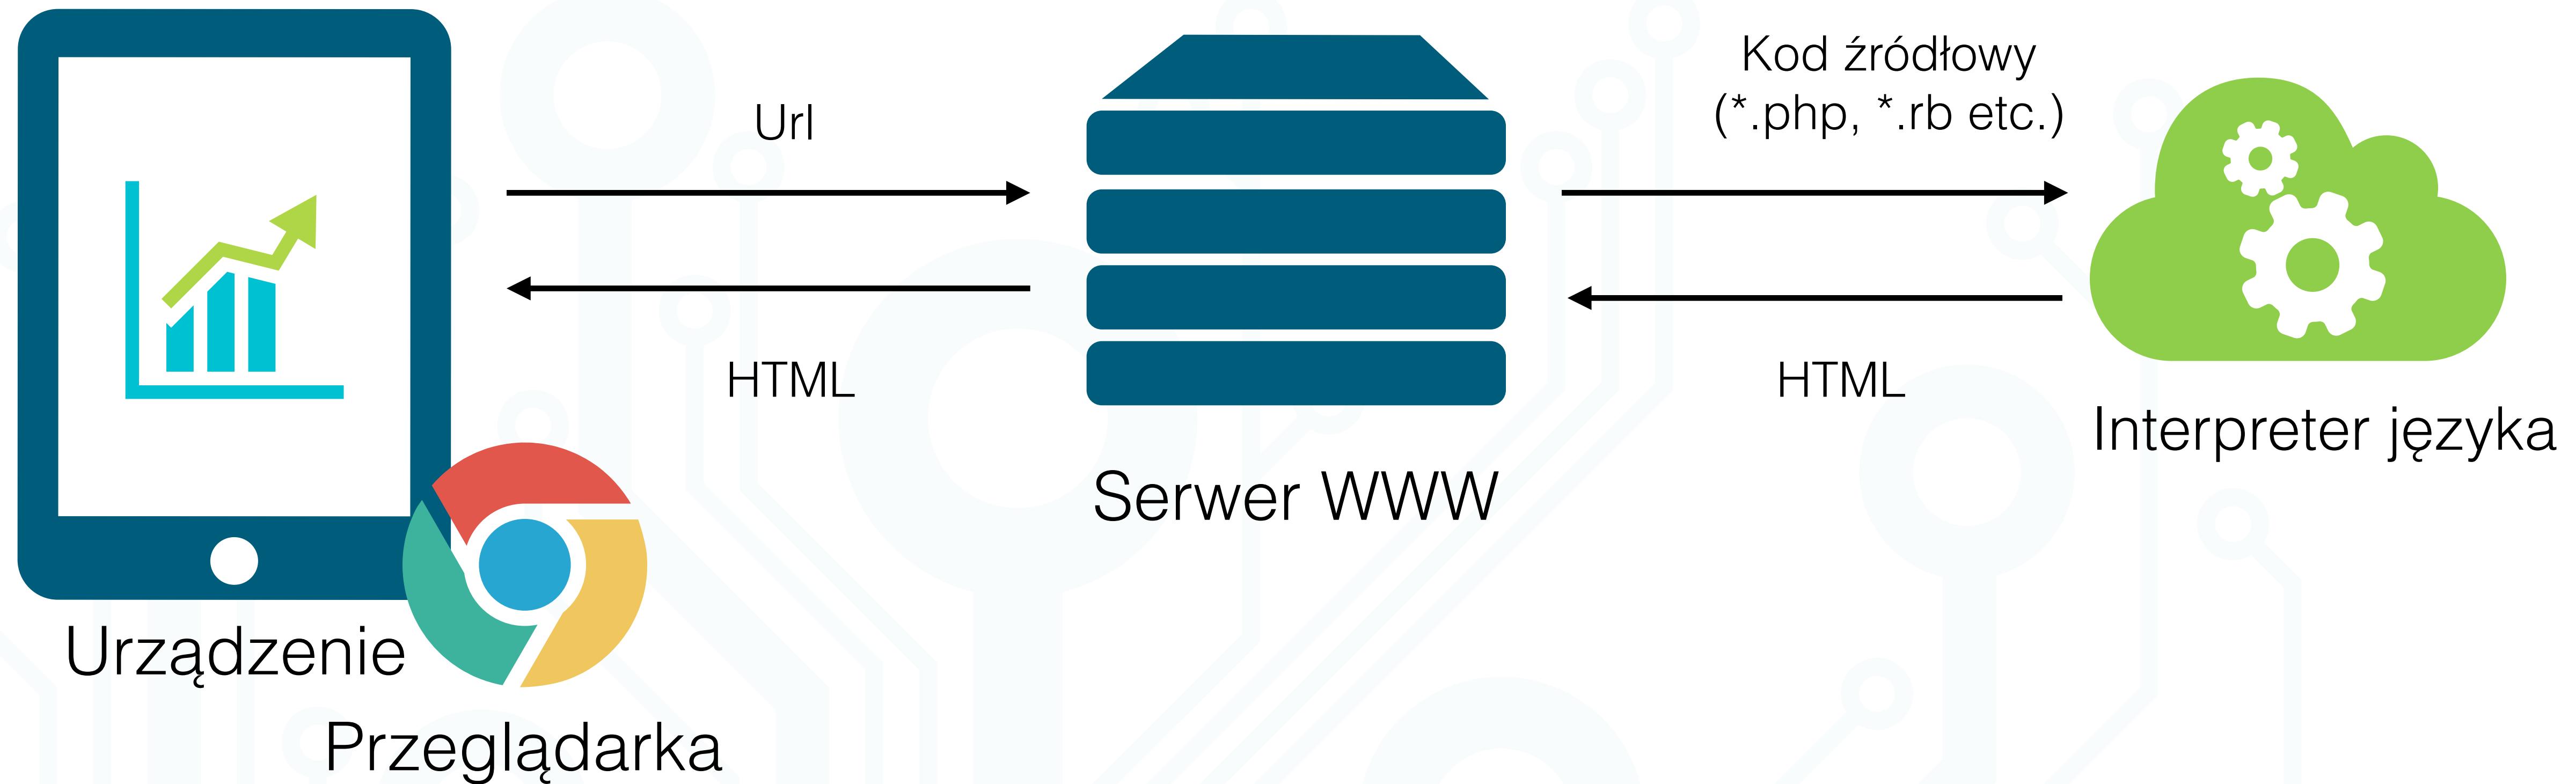 Url
HTML
Kod źródłowy
(*.php, *.rb etc.)
HTML
Interpreter języka
Serwer WWW
Urządzenie
Przeglądarka